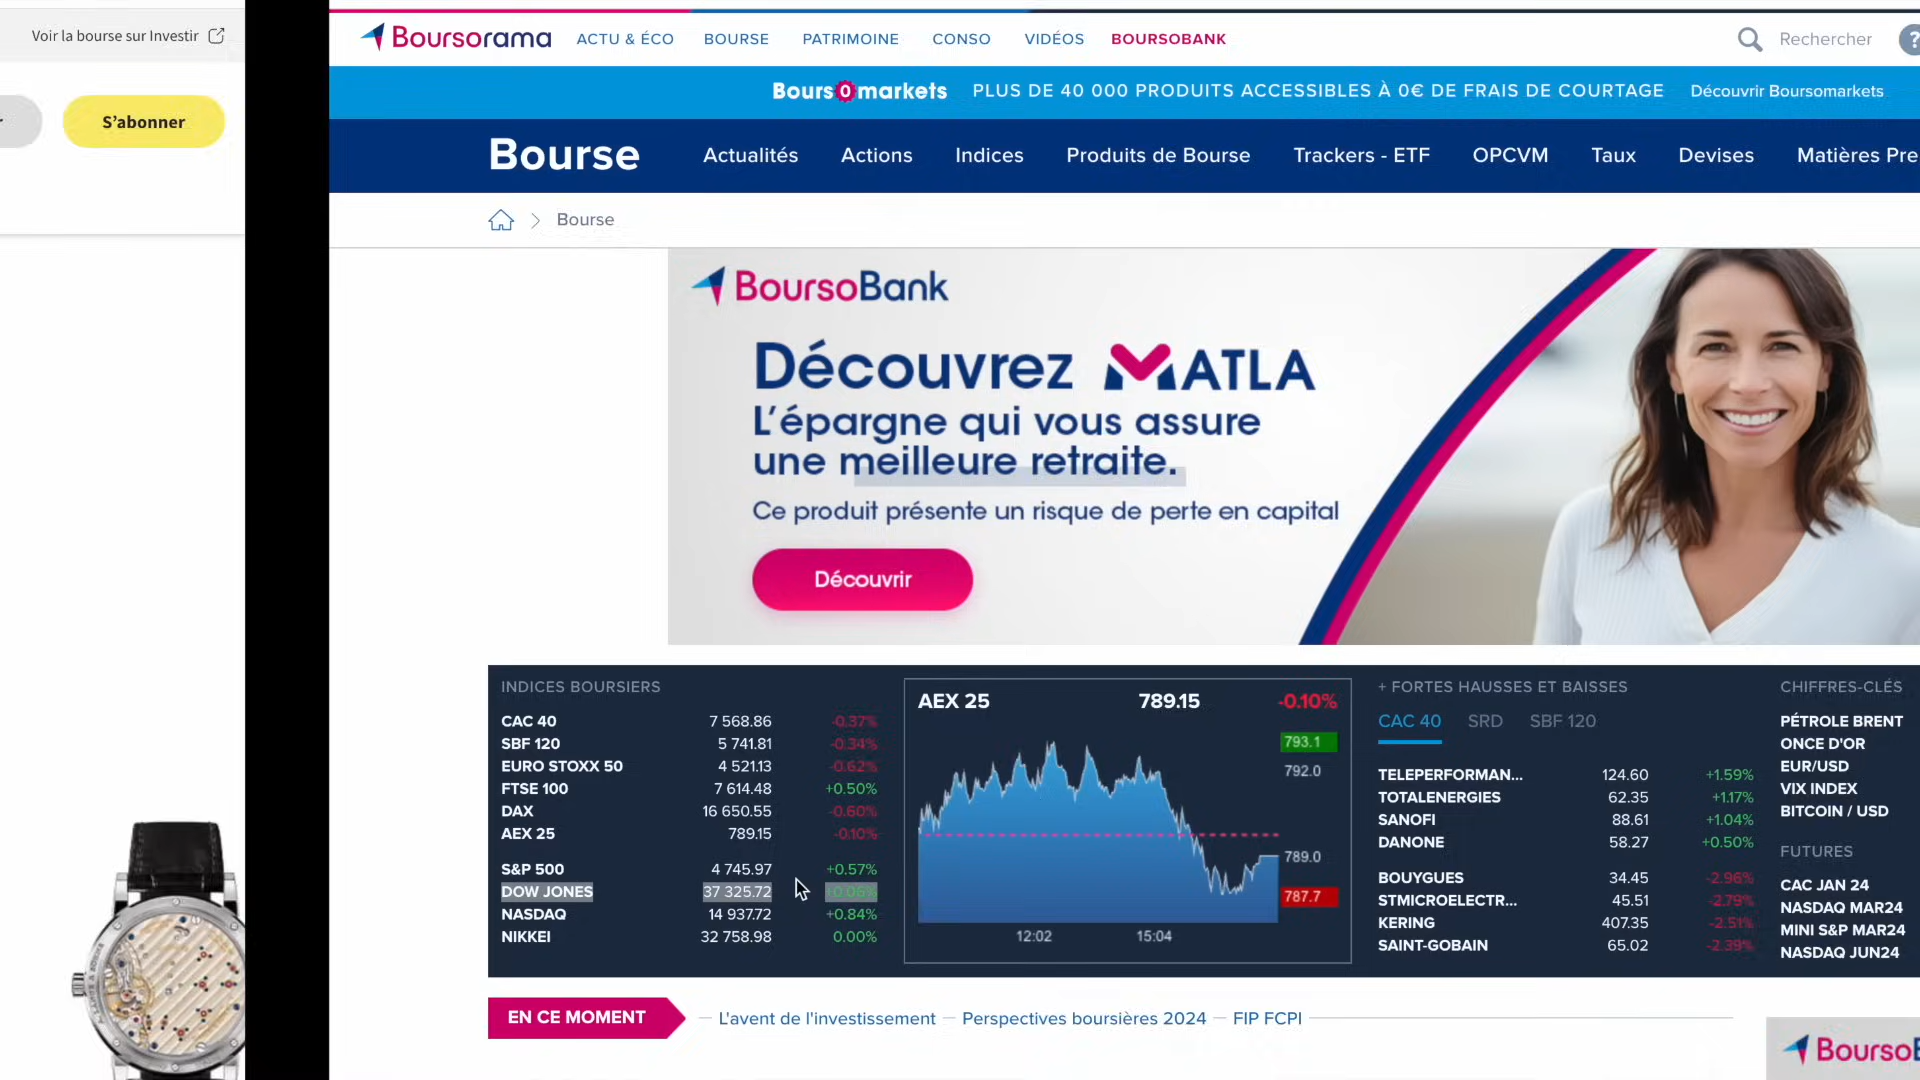 Voir la bourse sur Investir
S'abonner
Boursorama ACTU & ÉCO BOURSE PATRIMOINE CONSO VIDÉOS BOURSOBANK Rechercher ?
BoursOmarkets PLUS DE 40 000 PRODUITS ACCESSIBLES À 0€ DE FRAIS DE COURTAGE Découvrir Boursomarkets
Bourse Actualités Actions Indices Produits de Bourse Trackers - ETF OPCVM Taux Devises Matières Pre
Bourse
BoursoBank
Découvrez MATLA
L'épargne qui vous assure
une meilleure retraite.
Ce produit présente un risque de perte en capital
Découvrir
INDICES BOURSIERS
CAC 40 7 568.86 -0.37%
SBF 120 5 741.81 -0.34%
EURO STOXX 50 4 521.13 -0.62%
FTSE 100 7 614.48 +0.50%
DAX 16 650.55 -0.60%
AEX 25 789.15 -0.10%
S&P 500 4 745.97 +0.57%
DOW JONES 37 325.72
NASDAQ 14 937.72 +0.84%
NIKKEI 32 758.98 0.00%
AEX 25 789.15 -0.10%
793.1
792.0
789.0
787.7
12:02 15:04
+ FORTES HAUSSES ET BAISSES
CAC 40 SRD SBF 120
TELEPERFORMAN... 124.60 +1.59%
TOTALENERGIES 62.35 +1.17%
SANOFI 88.61 +1.04%
DANONE 58.27 +0.50%
BOUYGUES 34.45 -2.96%
STMICROELECTR... 45.51 -2.79%
KERING 407.35 -2.51%
SAINT-GOBAIN 65.02 -2.39%
CHIFFRES-CLÉS
PÉTROLE BRENT
ONCE D'OR
EUR/USD
VIX INDEX
BITCOIN / USD
FUTURES
CAC JAN 24
NASDAQ MAR24
MINI S&P MAR24
NASDAQ JUN24
EN CE MOMENT L'avent de l'investissement Perspectives boursières 2024 FIP FCPI
BoursoB